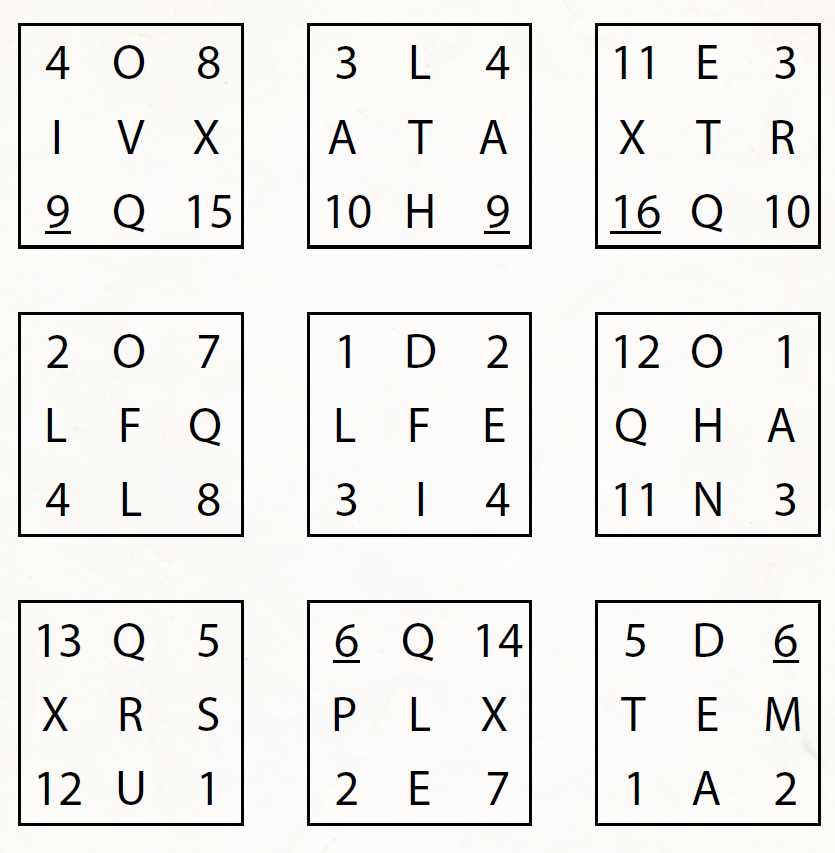 4 O 8 3 L 4 11 E 3
I V X A T A X T R
9 Q 15 10 H 9 16 Q 10
2 O 7 1 D 2 12 O 1
L F Q L F E Q H A
4 L 8 3 I 4 11 N 3
13 Q 5 6 Q 14 5 D 6
X R S P L X T E M
12 U 1 2 E 7 1 A 2